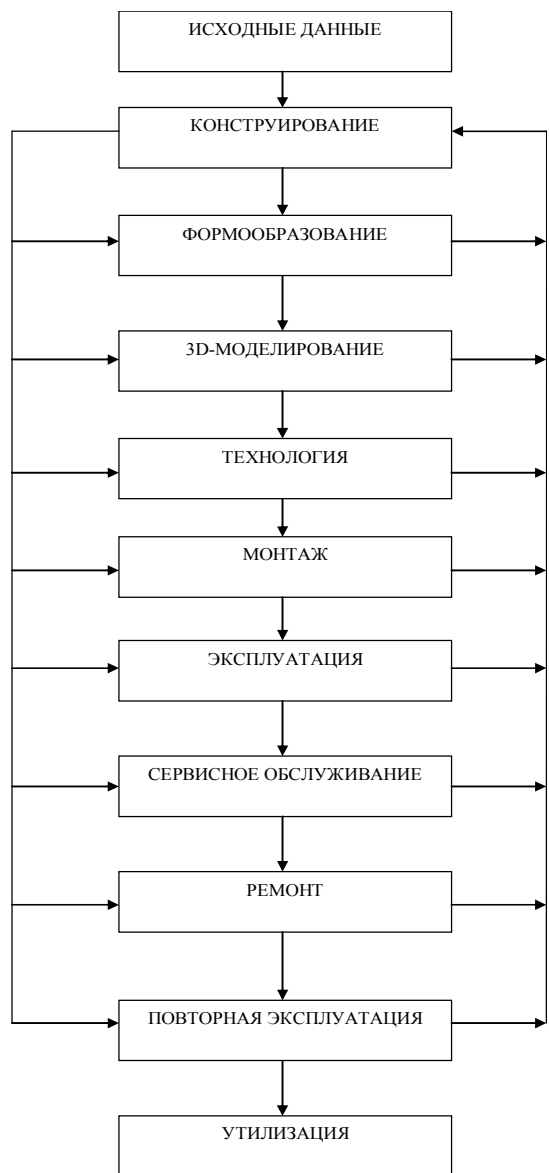 ИСХОДНЫЕ ДАННЫЕ
КОНСТРУИРОВАНИЕ
ФОРМООБРАЗОВАНИЕ
3D-МОДЕЛИРОВАНИЕ
ТЕХНОЛОГИЯ
МОНТАЖ
ЭКСПЛУАТАЦИЯ
СЕРВИСНОЕ ОБСЛУЖИВАНИЕ
РЕМОНТ
ПОВТОРНАЯ ЭКСПЛУАТАЦИЯ
УТИЛИЗАЦИЯ